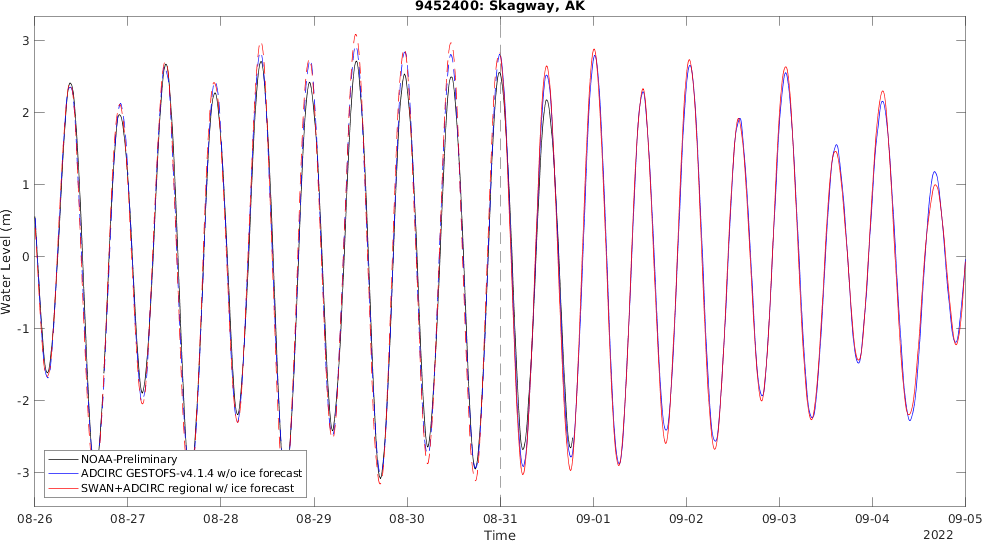 9452400: Skagway, AK
Water Level (m)
3
2
1
0
-1
-2
-3
NOAA-Preliminary
ADCIRC GESTOFS-v4.1.4 w/o ice forecast
SWAN+ADCIRC regional w/ ice forecast
08-26 08-27 08-28 08-29 08-30 08-31 09-01 09-02 09-03 09-04 09-05
Time
2022